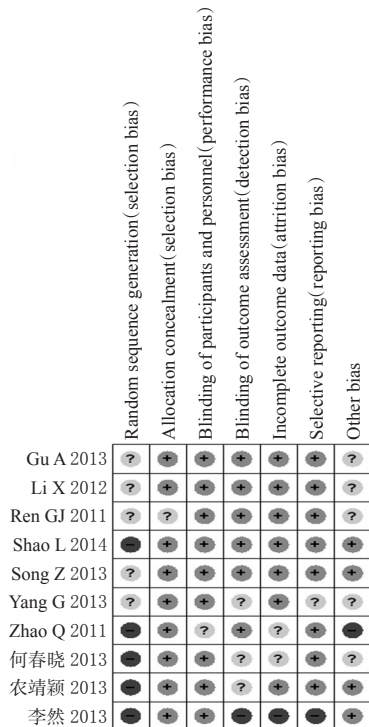 Random sequence generation(selection bias)
Allocation concealment(selection bias)
Blinding of participants and personnel(performance bias)
Blinding of outcome assessment(detection bias)
Incomplete outcome data(attrition bias)
Selective reporting(reporting bias)
Other bias
Gu A 2013 ? + + + + + ?
Li X 2012 ? + + + + + ?
Ren GJ 2011 ? ? + + + + ?
Shao L 2014 − + + + + + +
Song Z 2013 ? + + + + + +
Yang G 2013 ? + + ? + ? ?
Zhao Q 2011 − + ? + ? + −
何春晓 2013 − + + ? ? + ?
农靖颖 2013 − + + ? + + +
李然 2013 − + + − − − +